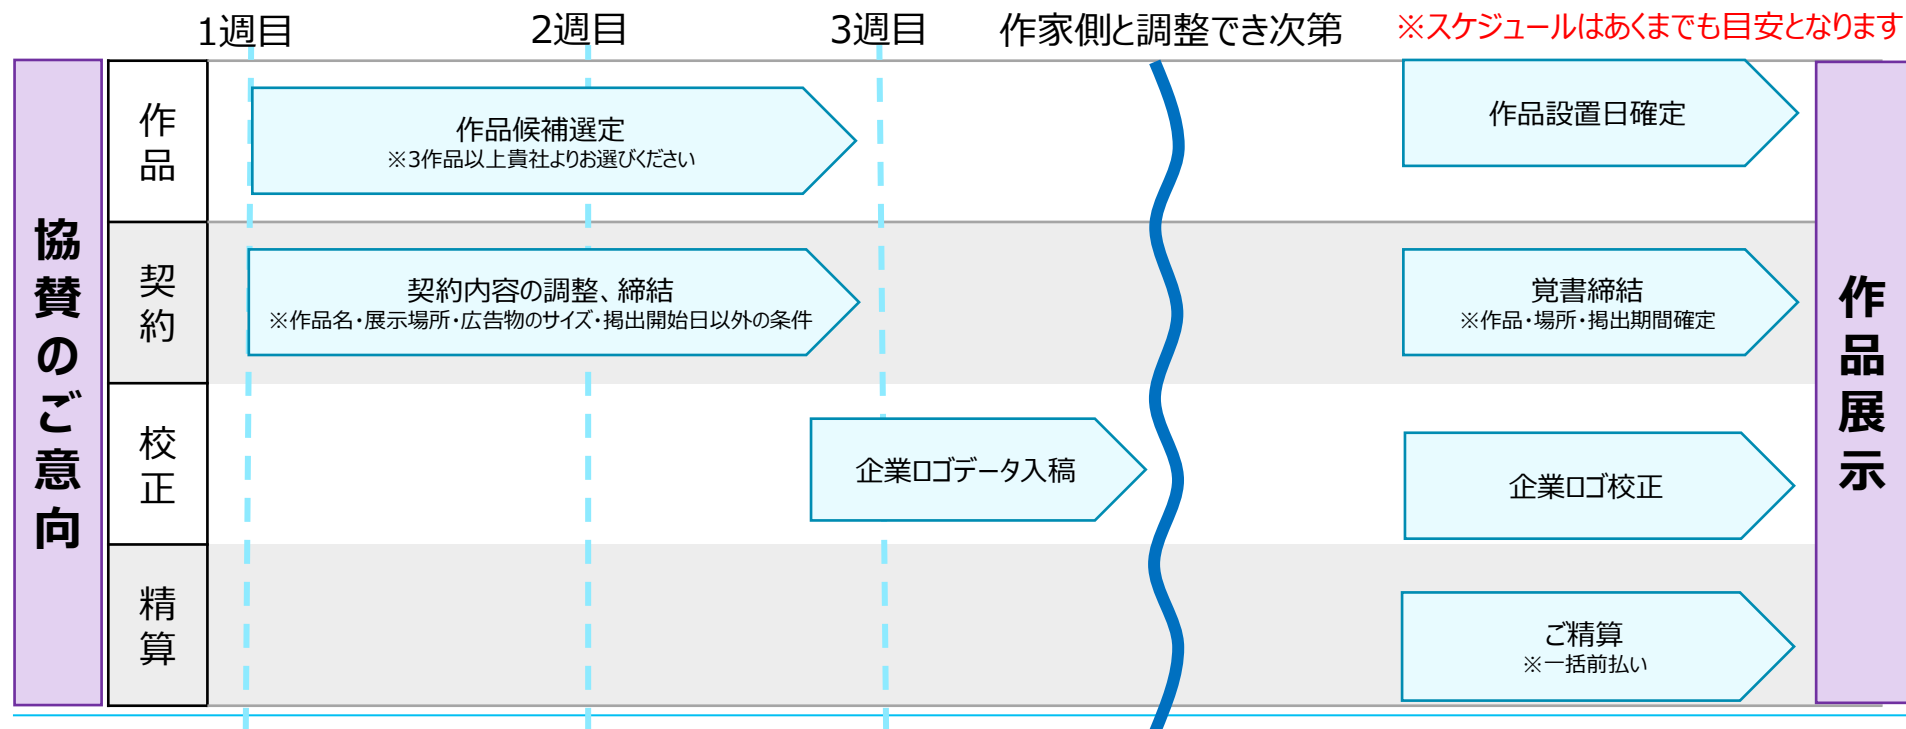 1週目
2週目
3週目
作家側と調整でき次第
※スケジュールはあくまでも目安となります
協賛のご意向
作品
作品候補選定
※3作品以上貴社よりお選びください
作品設置日確定
契約
契約内容の調整、締結
※作品名・展示場所・広告物のサイズ・掲出開始日以外の条件
覚書締結
※作品・場所・掲出期間確定
校正
企業ロゴデータ入稿
企業ロゴ校正
精算
ご精算
※一括前払い
作品展示